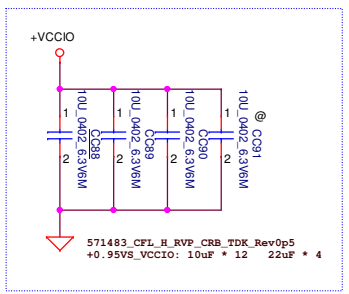 +VCCIO
1
2
10U_0402_6.3V6M
CC88
1
2
10U_0402_6.3V6M
CC89
1
2
10U_0402_6.3V6M
CC90
1
2
10U_0402_6.3V6M
@
CC91
571483_CFL_H_RVP_CRB_TDK_Rev0p5
+0.95VS_VCCIO: 10uF * 12 22uF * 4